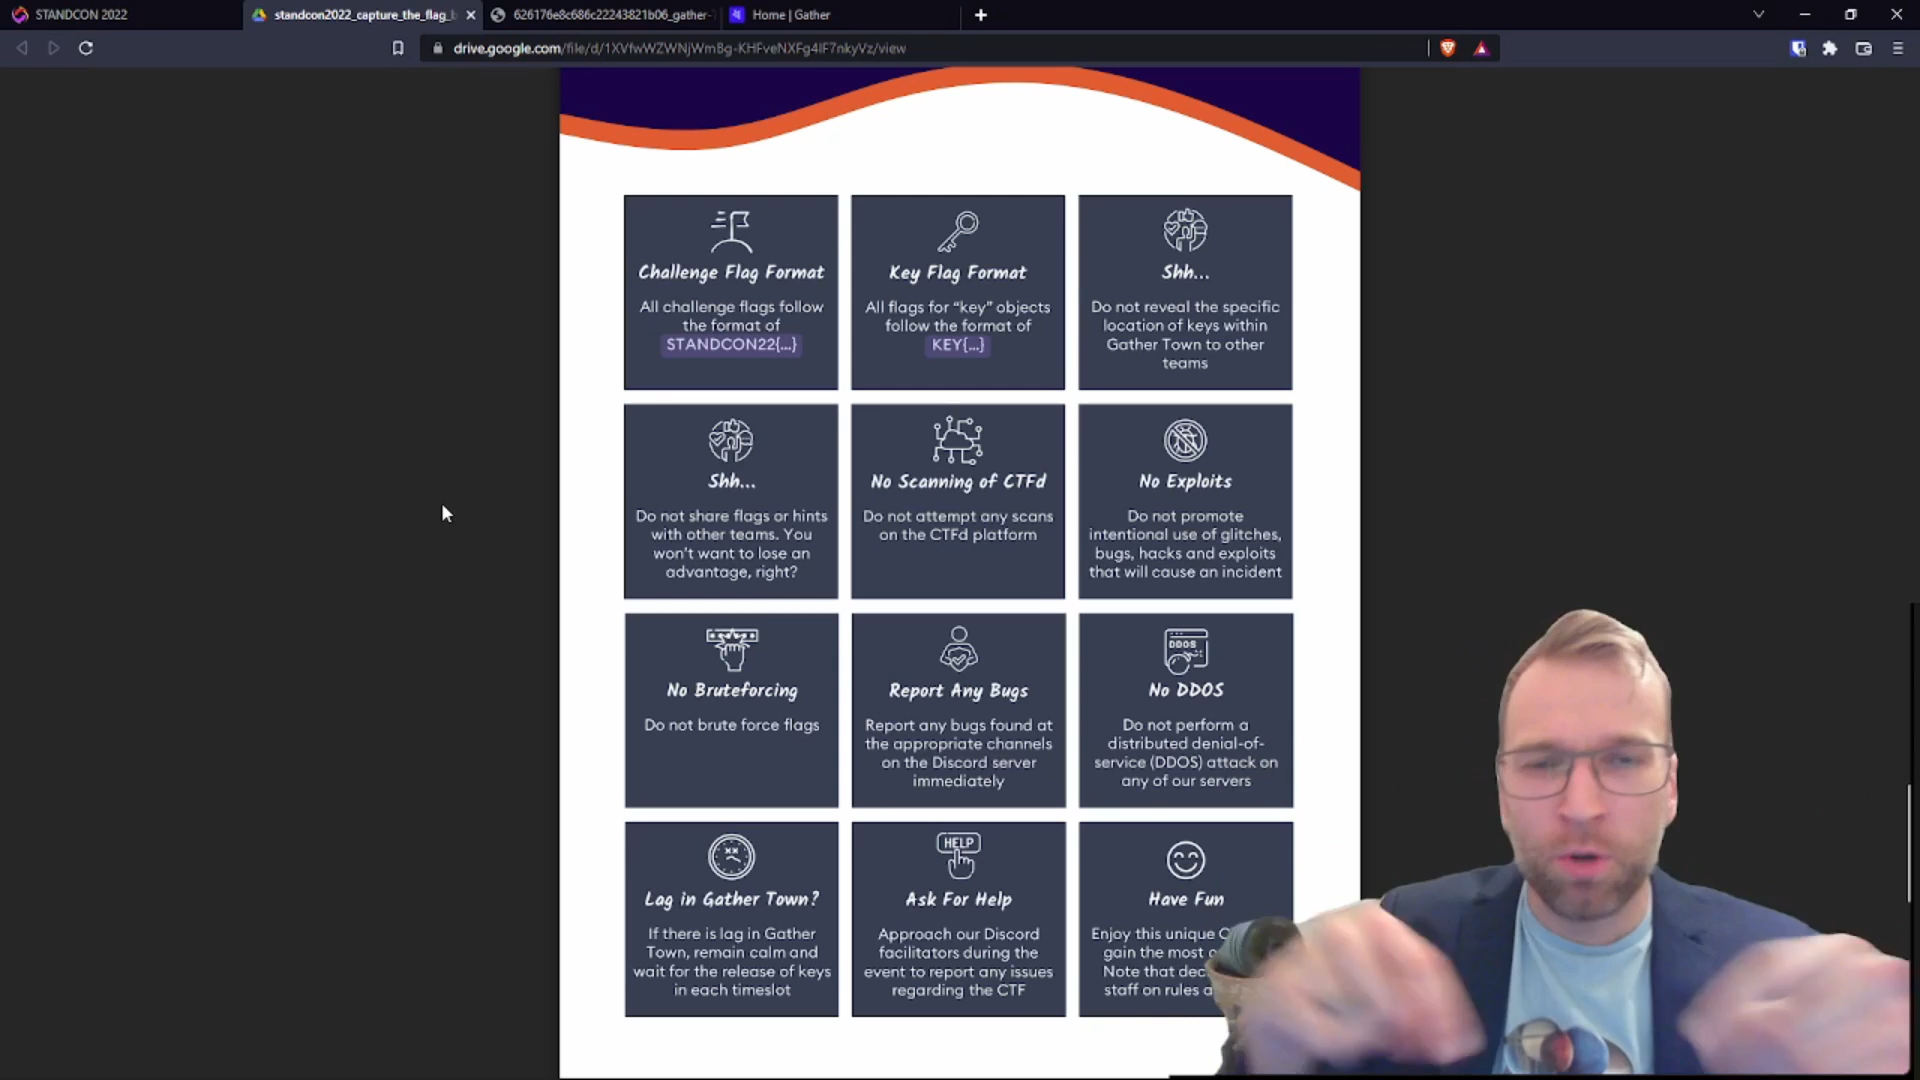 STANDCON 2022
standcon2022_capture_the_flag_b
626176e8c686c22243821b06_gather-
Home | Gather
drive.google.com/file/d/1XVfwWZWNjWmBg-KHFveNXFg4lF7nkyVz/view
Challenge Flag Format
All challenge flags follow
the format of
STANDCON22{...}
Key Flag Format
All flags for “key” objects
follow the format of
KEY{...}
Shh...
Do not reveal the specific
location of keys within
Gather Town to other
teams
Shh...
Do not share flags or hints
with other teams. You
won't want to lose an
advantage, right?
No Scanning of CTFd
Do not attempt any scans
on the CTFd platform
No Exploits
Do not promote
intentional use of glitches,
bugs, hacks and exploits
that will cause an incident
No Bruteforcing
Do not brute force flags
Report Any Bugs
Report any bugs found at
the appropriate channels
on the Discord server
immediately
DDOS
No DDOS
Do not perform a
distributed denial-of-
service (DDOS) attack on
any of our servers
Lag in Gather Town?
If there is lag in Gather
Town, remain calm and
wait for the release of keys
in each timeslot
HELP
Ask For Help
Approach our Discord
facilitators during the
event to report any issues
regarding the CTF
Have Fun
Enjoy this unique
gain the most
Note that
staff on rules